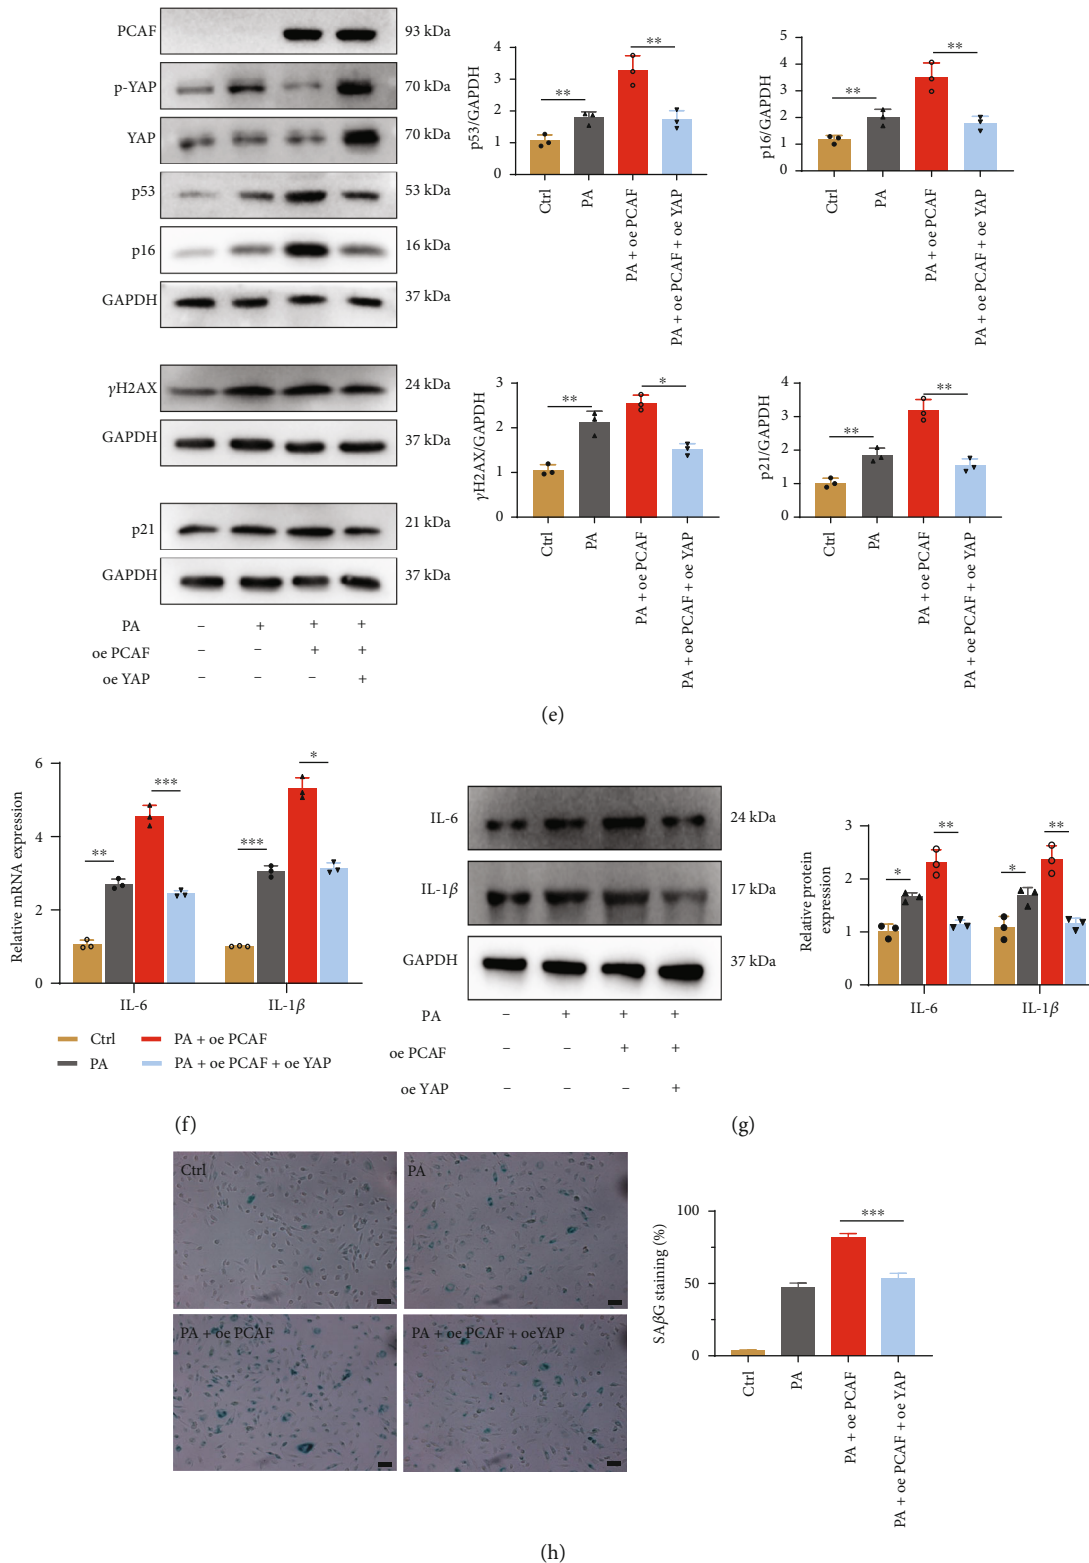 PCAF 93 kDa
p-YAP 70 kDa
YAP 70 kDa
p53 53 kDa
p16 16 kDa
GAPDH 37 kDa
γH2AX 24 kDa
GAPDH 37 kDa
p21 21 kDa
GAPDH 37 kDa
PA – + + +
oe PCAF – – + +
oe YAP – – – +
p53/GAPDH
4
3
2
1
0
** **
Ctrl
PA
PA + oe PCAF
PA + oe PCAF + oe YAP
p16/GAPDH
5
4
3
2
1
0
** **
Ctrl
PA
PA + oe PCAF
PA + oe PCAF + oe YAP
γH2AX/GAPDH
3
2
1
0
** *
Ctrl
PA
PA + oe PCAF
PA + oe PCAF + oe YAP
p21/GAPDH
4
3
2
1
0
** **
Ctrl
PA
PA + oe PCAF
PA + oe PCAF + oe YAP
(e)
Relative mRNA expression
6
4
2
0
** *** *** *
IL-6 IL-1β
Ctrl PA + oe PCAF
PA PA + oe PCAF + oe YAP
(f)
IL-6 24 kDa
IL-1β 17 kDa
GAPDH 37 kDa
PA – + + +
oe PCAF – – + +
oe YAP – – – +
Relative protein
expression
3
2
1
0
* ** * **
IL-6 IL-1β
(g)
Ctrl
PA
PA + oe PCAF
PA + oe PCAF + oeYAP
SAβG staining (%)
100
50
0
***
Ctrl
PA
PA + oe PCAF
PA + oe PCAF + oe YAP
(h)